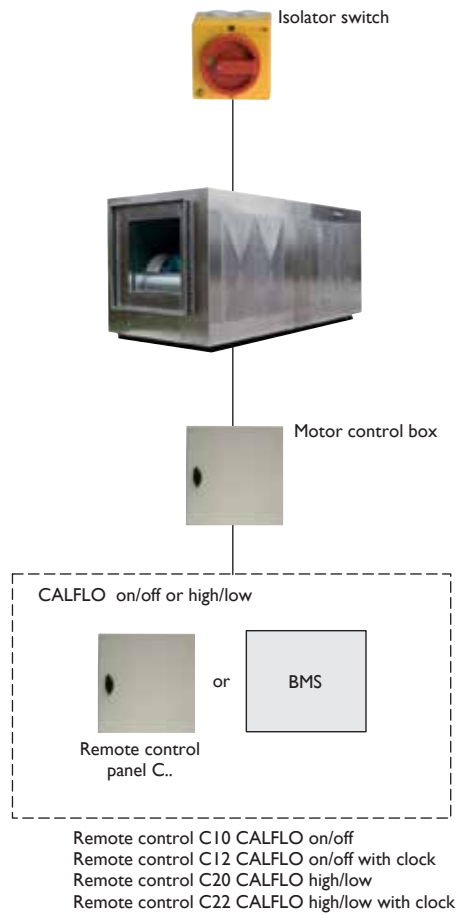 Isolator switch
Motor control box
CALFLO on/off or high/low
or
BMS
Remote control
panel C..
Remote control C10 CALFLO on/off
Remote control C12 CALFLO on/off with clock
Remote control C20 CALFLO high/low
Remote control C22 CALFLO high/low with clock